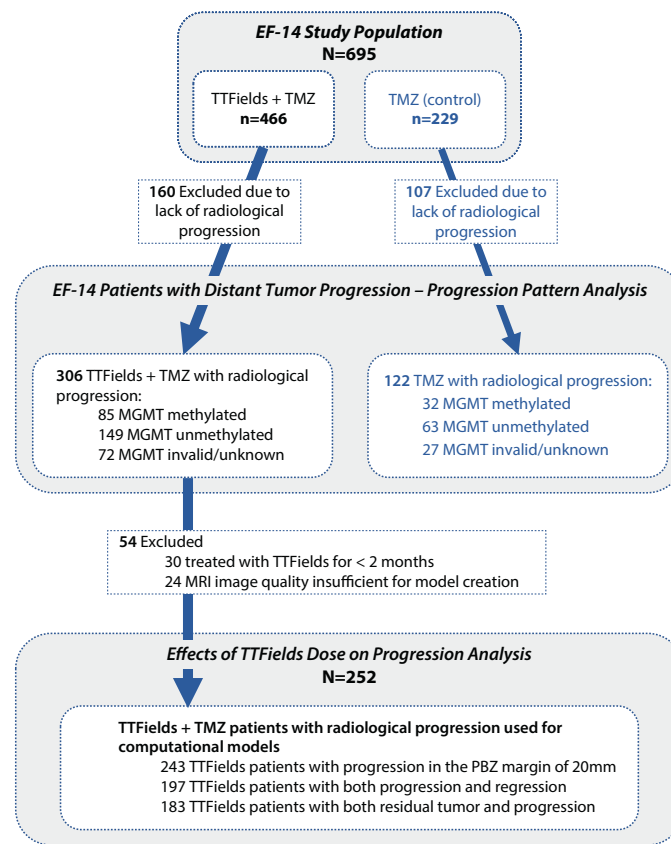 EF-14 Study Population
N=695
TTFields + TMZ
n=466
TMZ (control)
n=229
160 Excluded due to
lack of radiological
progression
107 Excluded due to
lack of radiological
progression
EF-14 Patients with Distant Tumor Progression – Progression Pattern Analysis
306 TTFields + TMZ with radiological
progression:
85 MGMT methylated
149 MGMT unmethylated
72 MGMT invalid/unknown
122 TMZ with radiological progression:
32 MGMT methylated
63 MGMT unmethylated
27 MGMT invalid/unknown
54 Excluded
30 treated with TTFields for < 2 months
24 MRI image quality insufficient for model creation
Effects of TTFields Dose on Progression Analysis
N=252
TTFields + TMZ patients with radiological progression used for
computational models
243 TTFields patients with progression in the PBZ margin of 20mm
197 TTFields patients with both progression and regression
183 TTFields patients with both residual tumor and progression